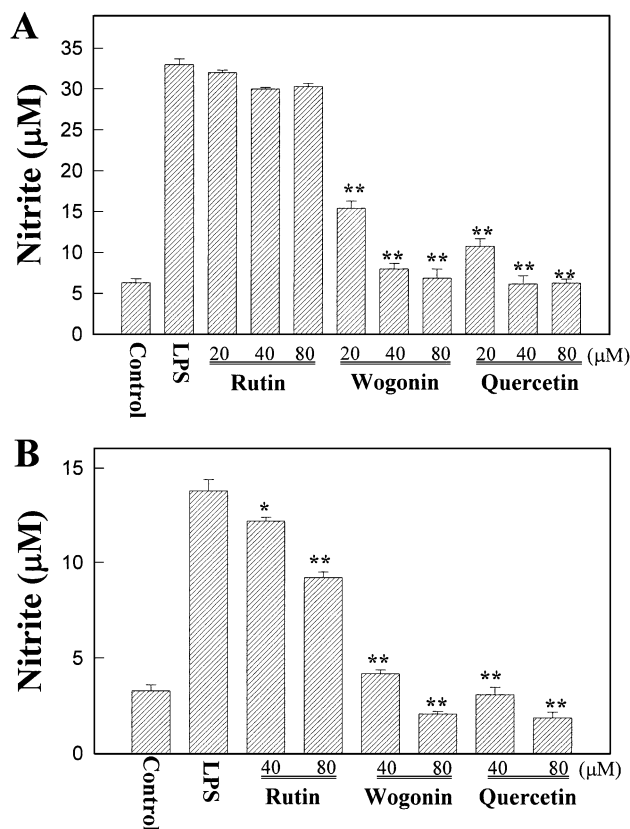 A
Nitrite (μM)
35
30
25
20
15
10
5
0
**
**
**
**
**
**
Control
LPS
20 40 80 20 40 80 20 40 80 (μM)
Rutin Wogonin Quercetin
B
Nitrite (μM)
15
10
5
0
*
**
**
**
**
**
Control
LPS
40 80 40 80 40 80 (μM)
Rutin Wogonin Quercetin